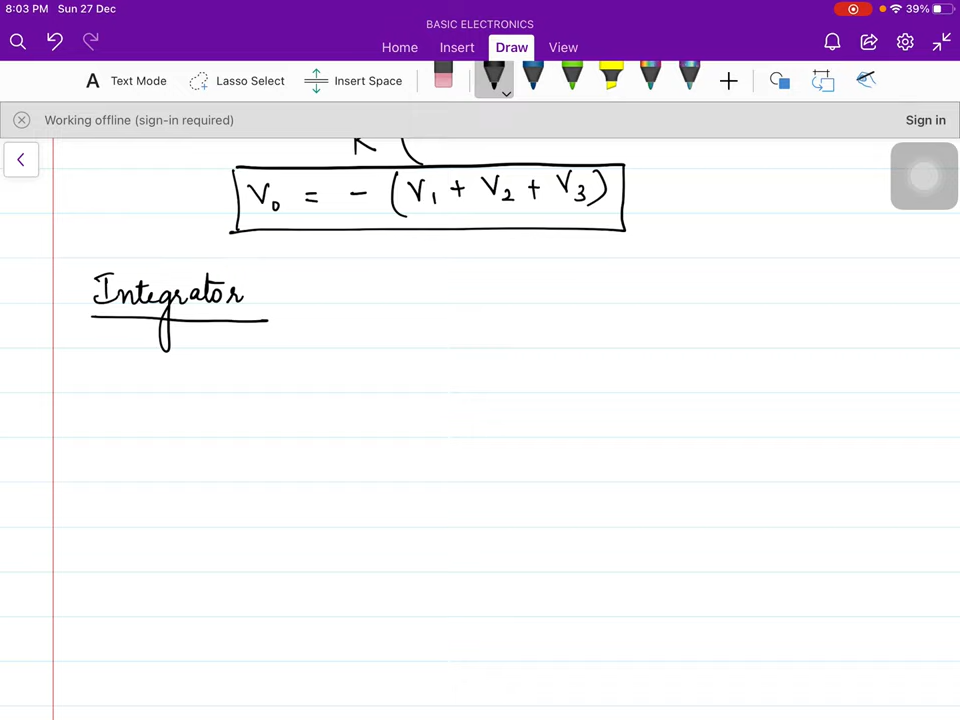 8:03 PM Sun 27 Dec
39%
BASIC ELECTRONICS
Home Insert Draw View
A Text Mode Lasso Select Insert Space
Working offline (sign-in required) Sign in
V₀ = - (V₁ + V₂ + V₃)
Integrator